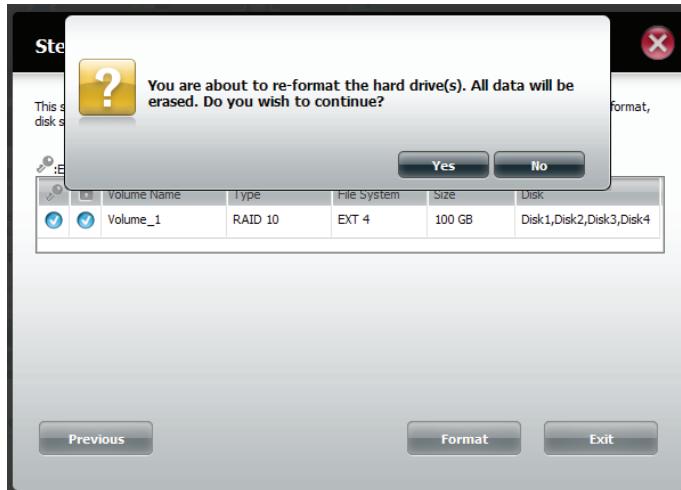 Ste
You are about to re-format the hard drive(s). All data will be
erased. Do you wish to continue?
This s
format,
disk s
Yes No
:E
Volume Name Type File System Size Disk
Volume_1 RAID 10 EXT 4 100 GB Disk1,Disk2,Disk3,Disk4
Previous Format Exit